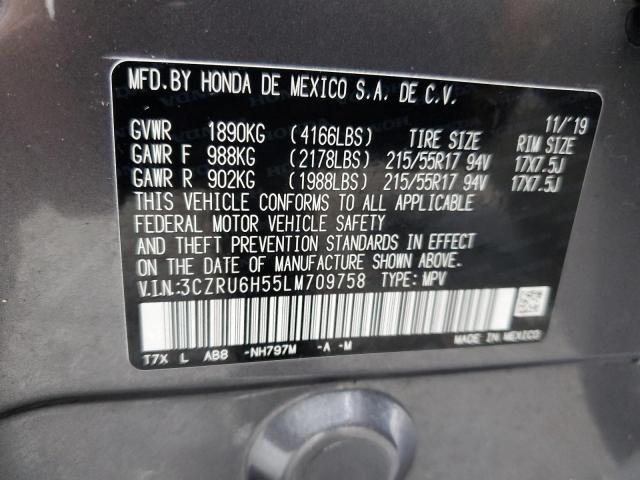 MFD.BY HONDA DE MEXICO S.A. DE C.V.
11/'19
GVWR 1890KG (4166LBS) TIRE SIZE RIM SIZE
GAWR F 988KG (2178LBS) 215/55R17 94V 17X7.5J
GAWR R 902KG (1988LBS) 215/55R17 94V 17X7.5J
THIS VEHICLE CONFORMS TO ALL APPLICABLE
FEDERAL MOTOR VEHICLE SAFETY
AND THEFT PREVENTION STANDARDS IN EFFECT
ON THE DATE OF MANUFACTURE SHOWN ABOVE.
V.I.N.:3CZRU6H55LM709758 TYPE: MPV
T7X L AB8 -NH797M -A -M
MADE IN MEXICO